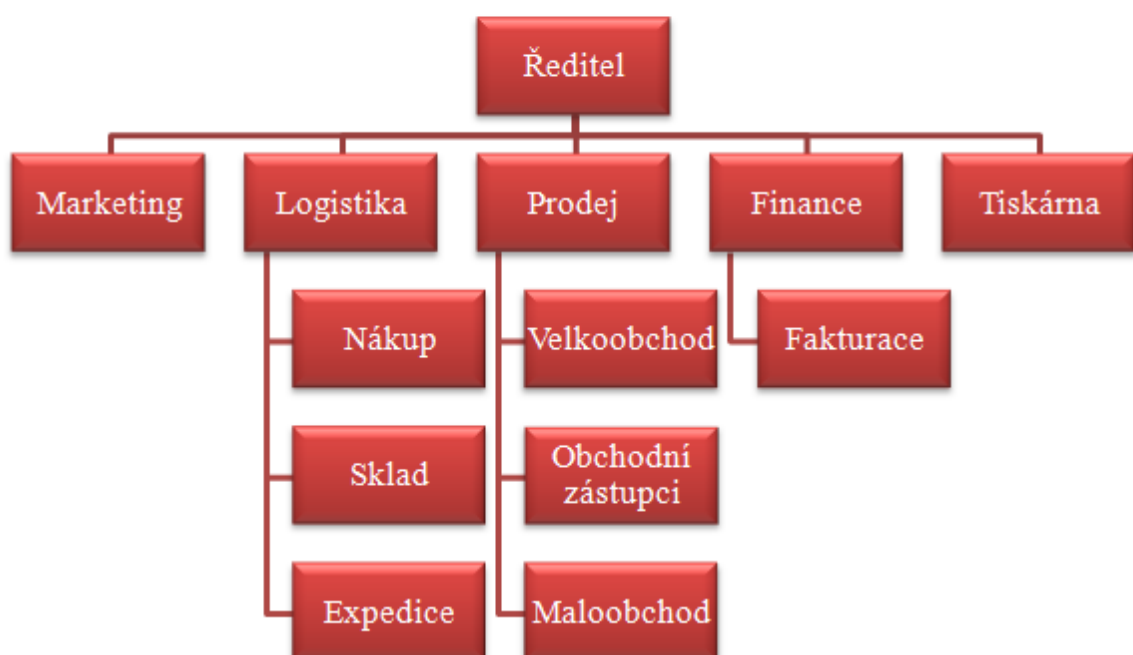 Ředitel
Marketing
Logistika
Prodej
Finance
Tiskárna
Nákup
Velkoobchod
Fakturace
Sklad
Obchodní
zástupci
Expedice
Maloobchod